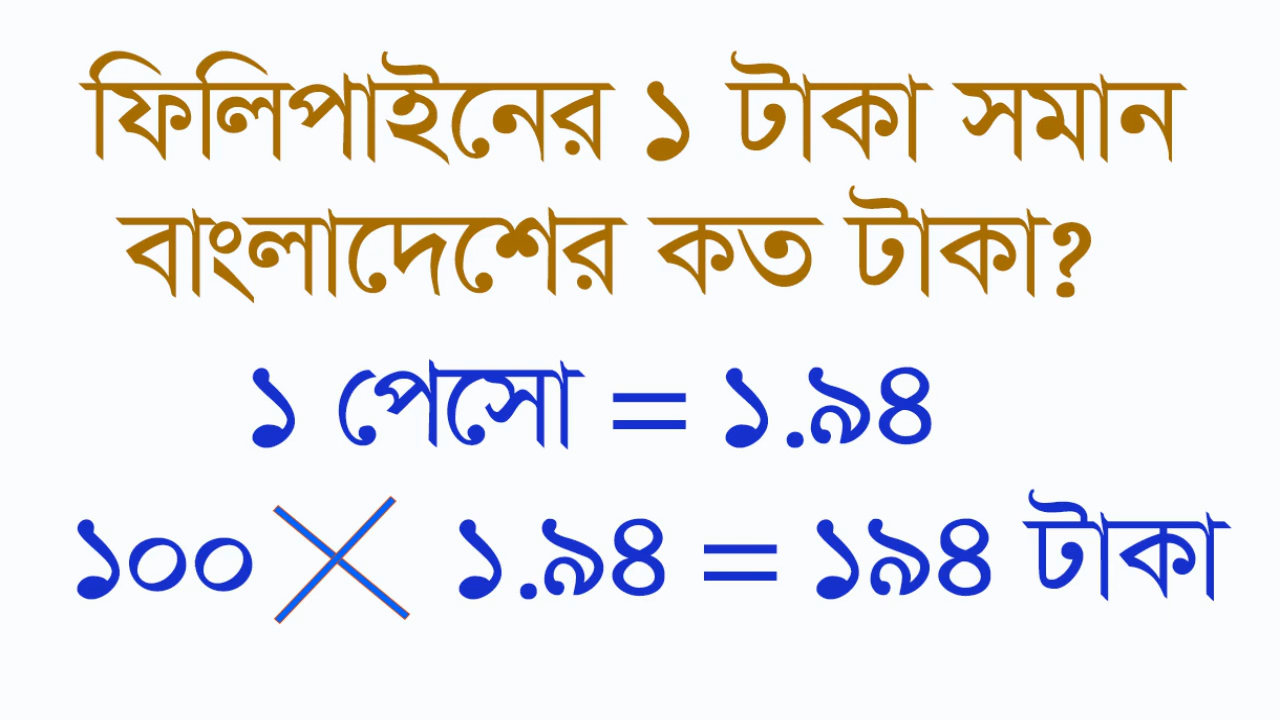 ফিলিপাইনের ১ টাকা সমান
বাংলাদেশের কত টাকা?
১ পেসো = ১.৯৪
১০০ × ১.৯৪ = ১৯৪ টাকা